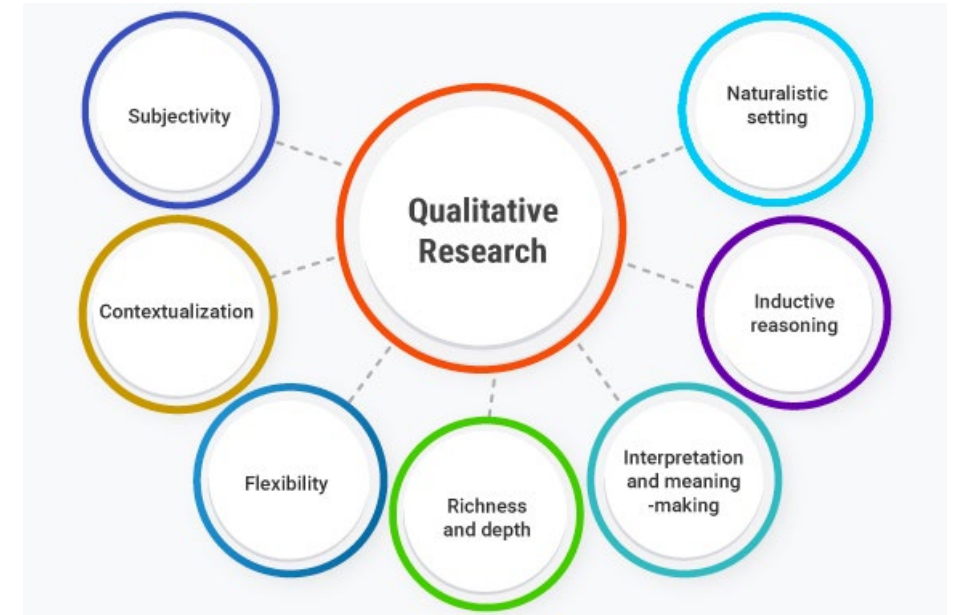 Subjectivity
Naturalistic
setting
Qualitative
Research
Contextualization
Inductive
reasoning
Flexibility
Richness
and depth
Interpretation
and meaning
-making